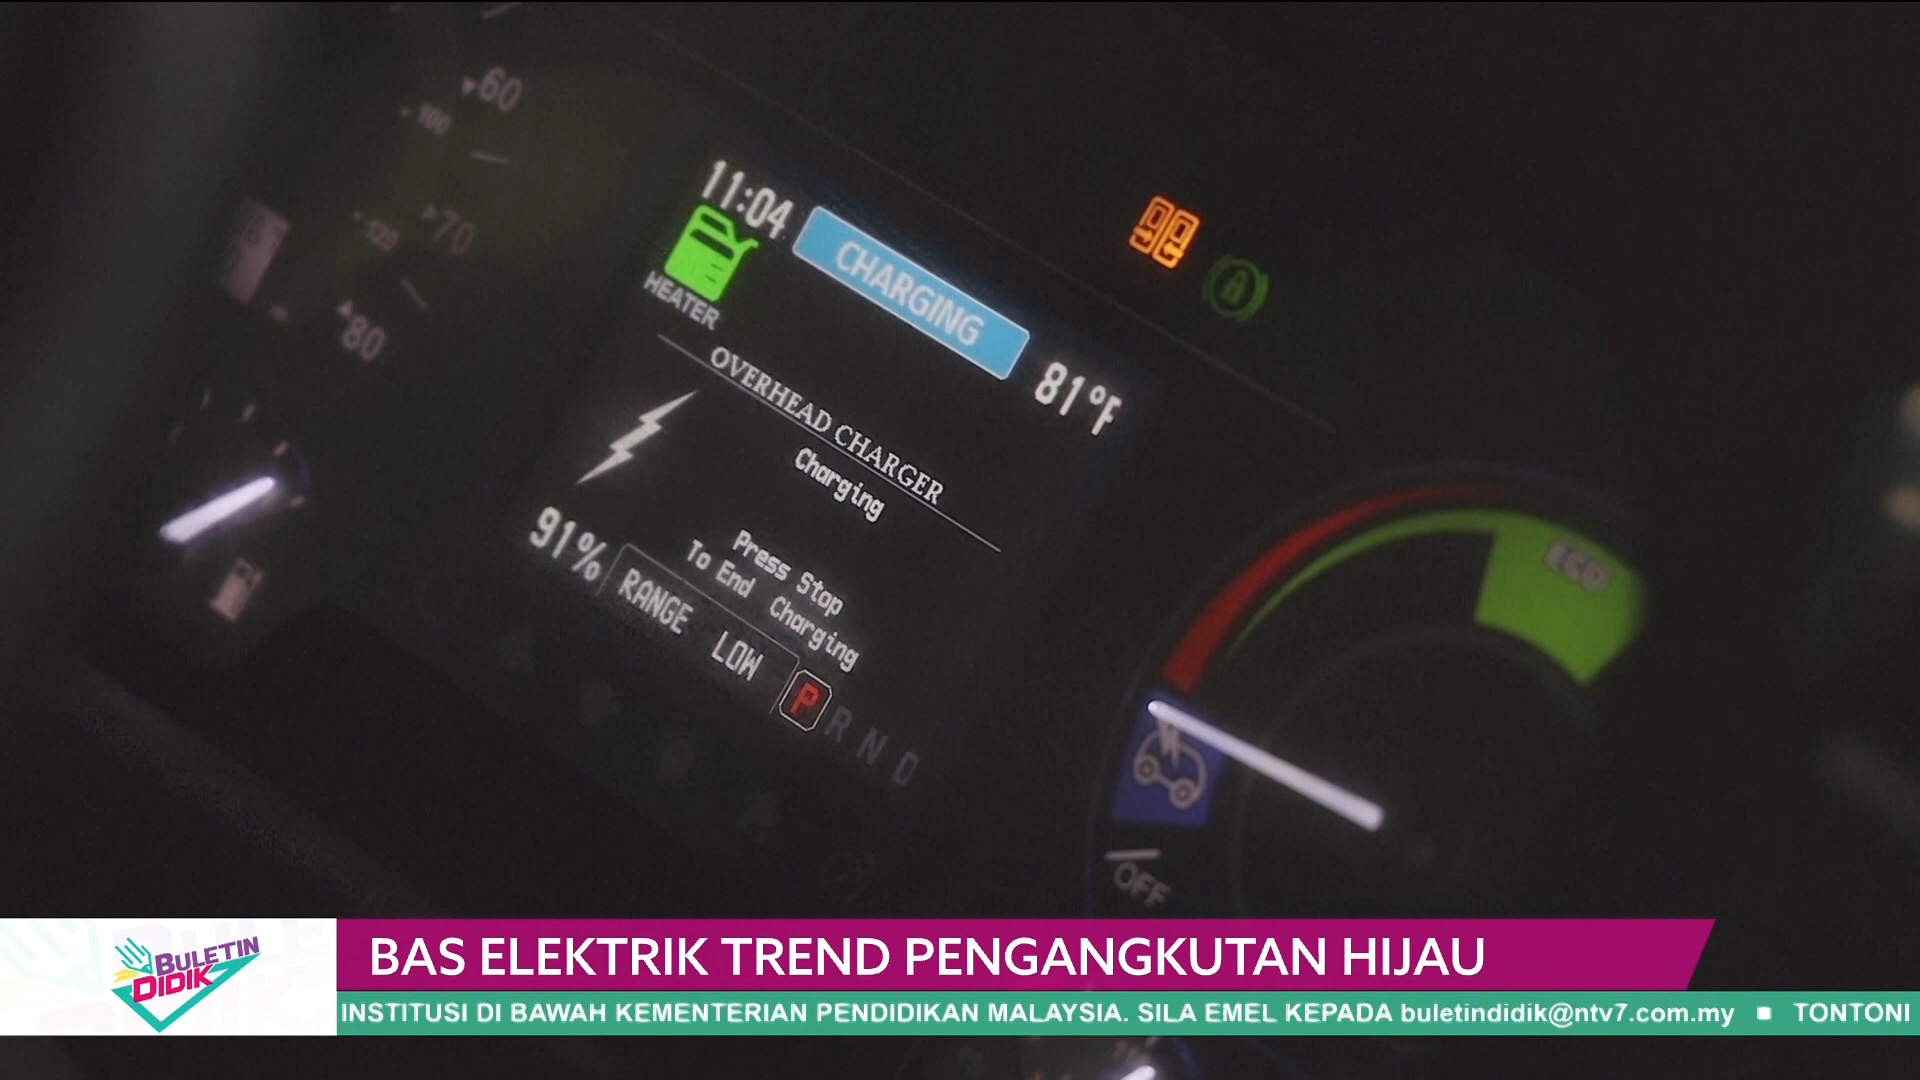 60
100
70
120
80
11:04
CHARGING
HEATER
81°F
OVERHEAD CHARGER
Charging
Press Stop
To End Charging
91%
RANGE LOW
P R N D
ECO
OFF
BULETIN
DIDIK
BAS ELEKTRIK TREND PENGANGKUTAN HIJAU
INSTITUSI DI BAWAH KEMENTERIAN PENDIDIKAN MALAYSIA. SILA EMEL KEPADA buletindidik@ntv7.com.my ■ TONTONI